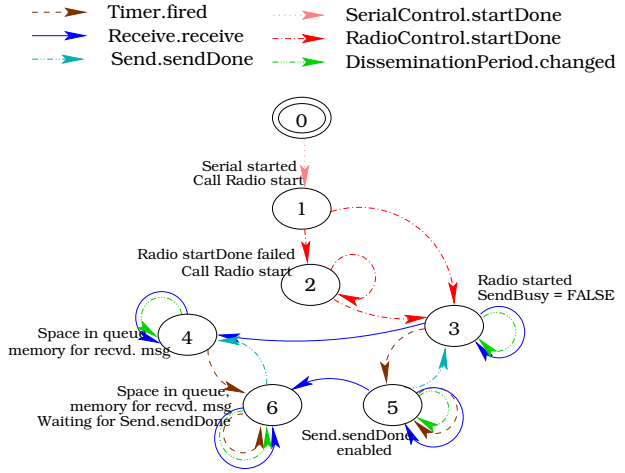 Timer.fired
Receive.receive
Send.sendDone
SerialControl.startDone
RadioControl.startDone
DisseminationPeriod.changed
0
Serial started
Call Radio start
1
Radio startDone failed
Call Radio start
2
Radio started
SendBusy = FALSE
3
4
Space in queue,
memory for recvd. msg
Space in queue,
memory for recvd. msg
Waiting for Send.sendDone
6
5
Send.sendDone
enabled